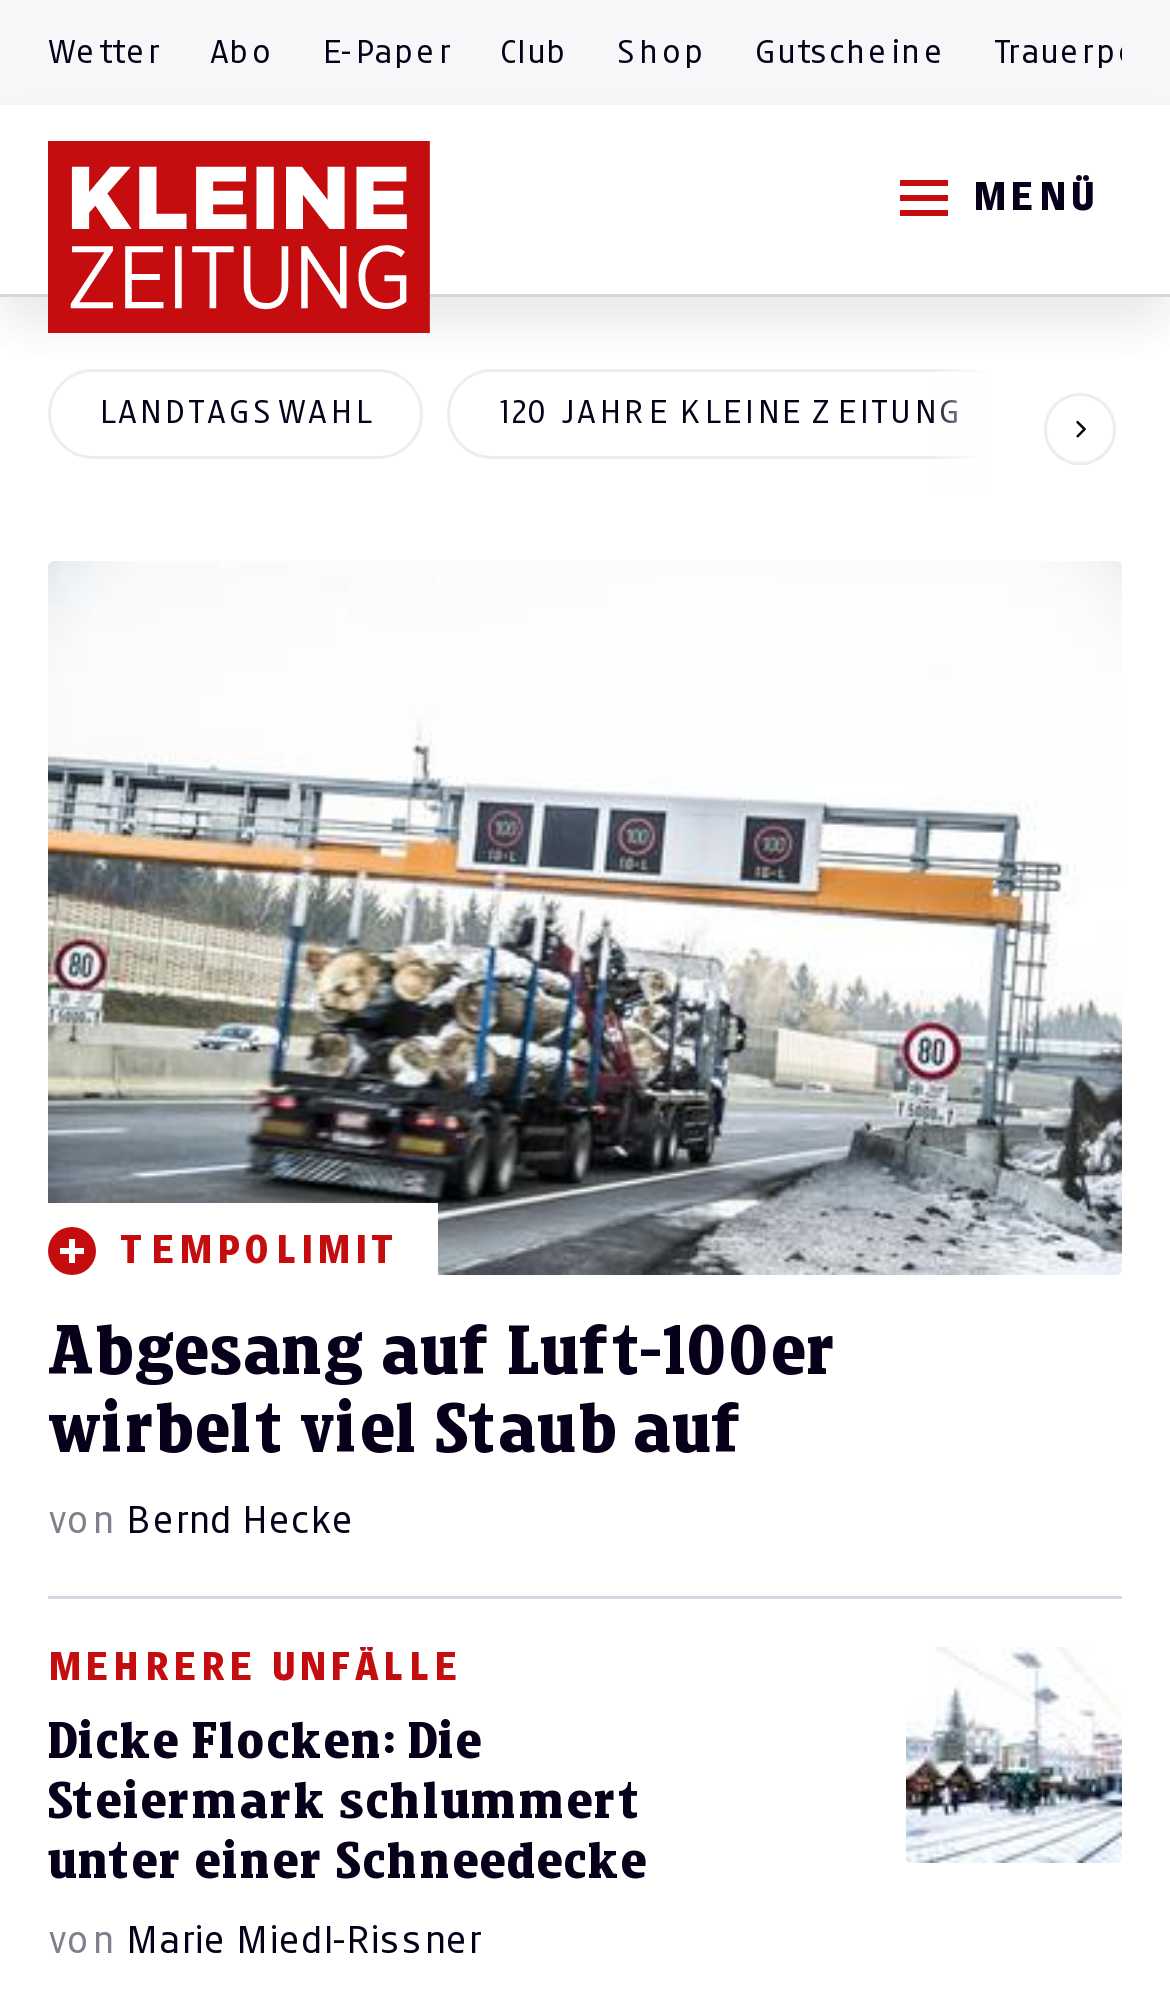 Wetter Abo E-Paper Club Shop Gutscheine
KLEINE
ZEITUNG
MENÜ
LANDTAGSWAHL 120 JAHRE KLEINE ZEITUNG
100 100 100
IG-L IG-L IG-L
80
80
TEMPOLIMIT
Abgesang auf Luft-100er
wirbelt viel Staub auf
von Bernd Hecke
MEHRERE UNFÄLLE
Dicke Flocken: Die
Steiermark schlummert
unter einer Schneedecke
von Marie Miedl-Rissner